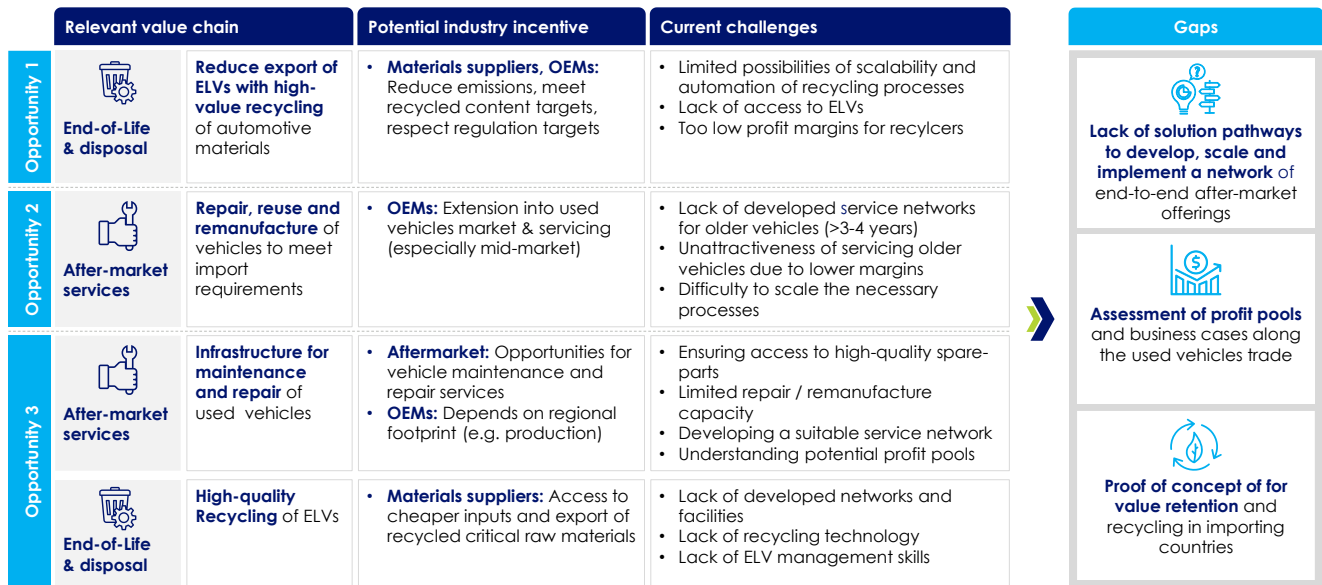 Relevant value chain
Potential industry incentive
Current challenges
Gaps
Opportunity 1
End-of-Life
& disposal
Reduce export of
ELVs with high-
value recycling
of automotive
materials
• Materials suppliers, OEMs:
Reduce emissions, meet
recycled content targets,
respect regulation targets
• Limited possibilities of scalability and
automation of recycling processes
• Lack of access to ELVs
• Too low profit margins for recylcers
Opportunity 2
After-market
services
Repair, reuse and
remanufacture of
vehicles to meet
import
requirements
• OEMs: Extension into used
vehicles market & servicing
(especially mid-market)
• Lack of developed service networks
for older vehicles (>3-4 years)
• Unattractiveness of servicing older
vehicles due to lower margins
• Difficulty to scale the necessary
processes
Opportunity 3
After-market
services
Infrastructure for
maintenance
and repair of
used vehicles
• Aftermarket: Opportunities for
vehicle maintenance and
repair services
• OEMs: Depends on regional
footprint (e.g. production)
• Ensuring access to high-quality spare-
parts
• Limited repair / remanufacture
capacity
• Developing a suitable service network
• Understanding potential profit pools
End-of-Life
& disposal
High-quality
Recycling of ELVs
• Materials suppliers: Access to
cheaper inputs and export of
recycled critical raw materials
• Lack of developed networks and
facilities
• Lack of recycling technology
• Lack of ELV management skills
Lack of solution pathways
to develop, scale and
implement a network of
end-to-end after-market
offerings
Assessment of profit pools
and business cases along
the used vehicles trade
Proof of concept of for
value retention and
recycling in importing
countries